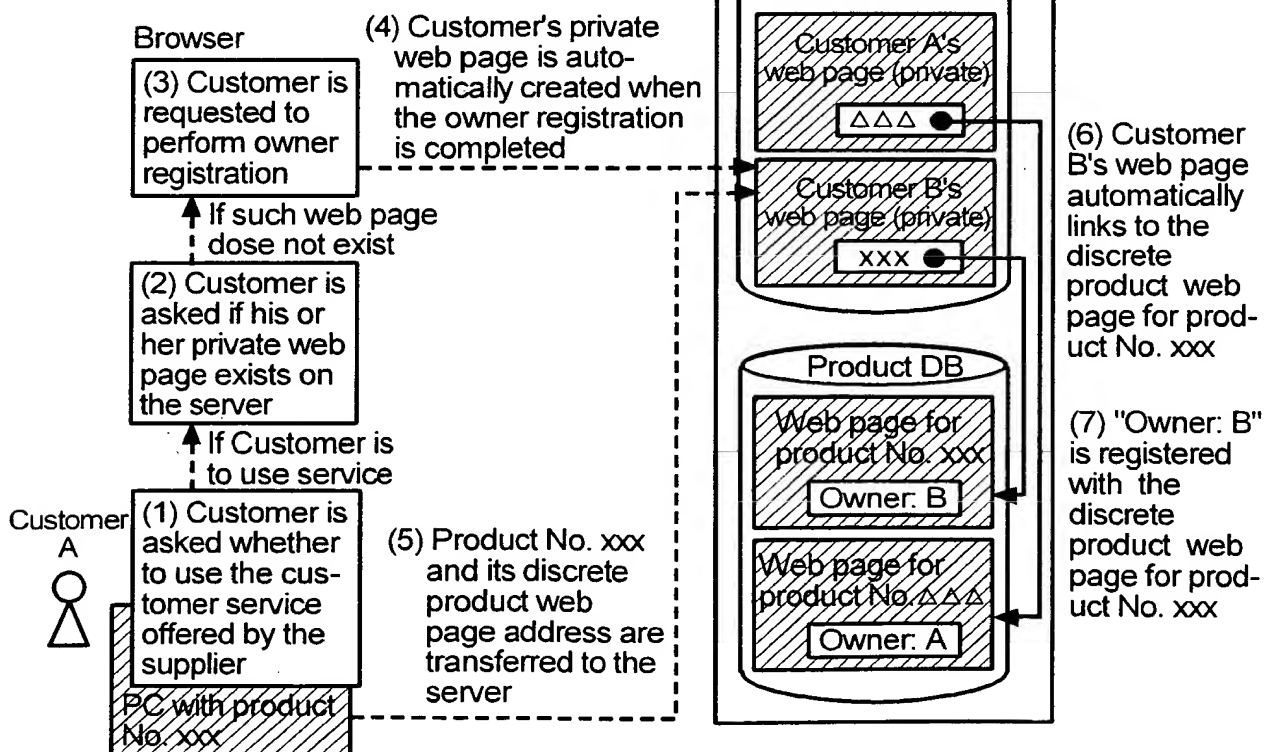 Browser
(3) Customer is
requested to
perform owner
registration
If such web page
dose not exist
(2) Customer is
asked if his or
her private web
page exists on
the server
If Customer is
to use service
Customer
A
(1) Customer is
asked whether
to use the cus-
tomer service
offered by the
supplier
PC with product
No. xxx
(4) Customer's private
web page is auto-
matically created when
the owner registration
is completed
(5) Product No. xxx
and its discrete
product web
page address are
transferred to the
server
Customer A's
web page (private)
△△△
Customer B's
web page (private)
xxx
Product DB
Web page for
product No. xxx
Owner: B
Web page for
product No.△△△
Owner: A
(6) Customer
B's web page
automatically
links to the
discrete
product web
page for prod-
uct No. xxx
(7) "Owner: B"
is registered
with the
discrete
product web
page for prod-
uct No. xxx